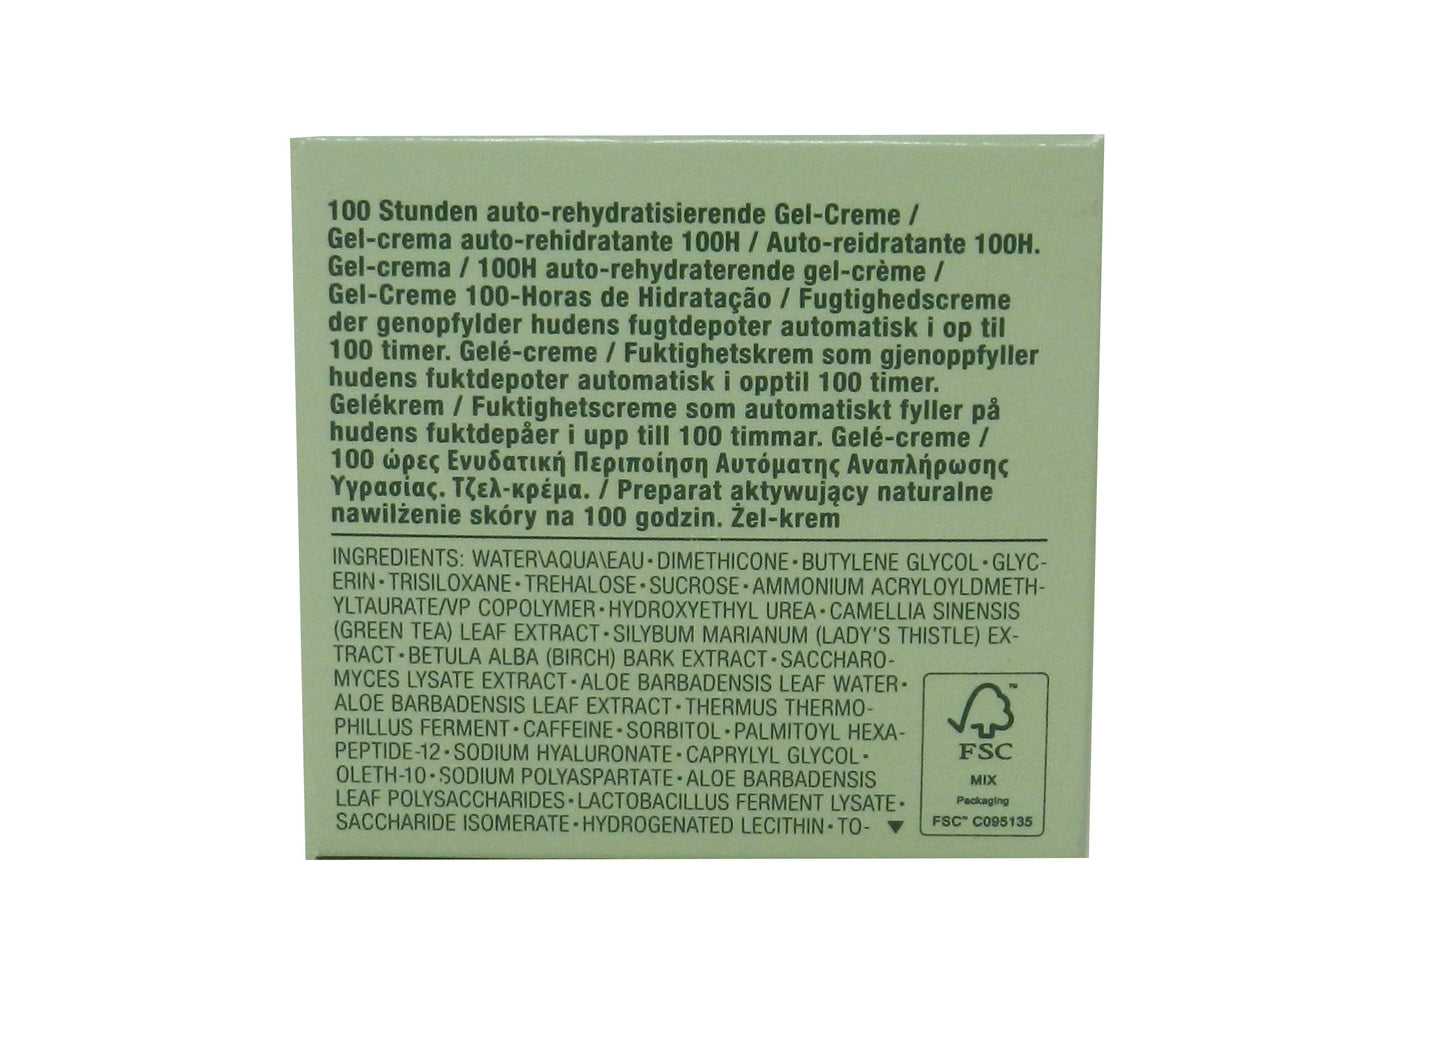 100 Stunden auto-rehydratisierende Gel-Creme /
Gel-crema auto-rehidratante 100H / Auto-reidratante 100H.
Gel-crema / 100H auto-rehydraterende gel-crème /
Gel-Creme 100-Horas de Hidratação / Fugtighedscreme
der genopfylder hudens fugtdepoter automatisk i op til
100 timer. Gelé-creme / Fuktighetskrem som gjenoppfyller
hudens fuktdepoter automatisk i opptil 100 timer.
Gelékrem / Fuktighetscreme som automatiskt fyller på
hudens fuktdepåer i upp till 100 timmar. Gelé-creme /
100 ώρες Ενυδατική Περιποίηση Αυτόματης Αναπλήρωσης
Υγρασίας. Τζελ-κρέμα. / Preparat aktywujący naturalne
nawilżenie skóry na 100 godzin. Żel-krem
INGREDIENTS: WATER\AQUA\EAU • DIMETHICONE • BUTYLENE GLYCOL • GLYC-
ERIN • TRISILOXANE • TREHALOSE • SUCROSE • AMMONIUM ACRYLOYLDMETH-
YLTAURATE/VP COPOLYMER • HYDROXYETHYL UREA • CAMELLIA SINENSIS
(GREEN TEA) LEAF EXTRACT • SILYBUM MARIANUM (LADY'S THISTLE) EX-
TRACT • BETULA ALBA (BIRCH) BARK EXTRACT • SACCHARO-
MYCES LYSATE EXTRACT • ALOE BARBADENSIS LEAF WATER •
ALOE BARBADENSIS LEAF EXTRACT • THERMUS THERMO-
PHILLUS FERMENT • CAFFEINE • SORBITOL • PALMITOYL HEXA-
PEPTIDE-12 • SODIUM HYALURONATE • CAPRYLYL GLYCOL •
OLETH-10 • SODIUM POLYASPARTATE • ALOE BARBADENSIS
LEAF POLYSACCHARIDES • LACTOBACILLUS FERMENT LYSATE •
SACCHARIDE ISOMERATE • HYDROGENATED LECITHIN • TO- ▼
™
FSC
MIX
Packaging
FSC™ C095135